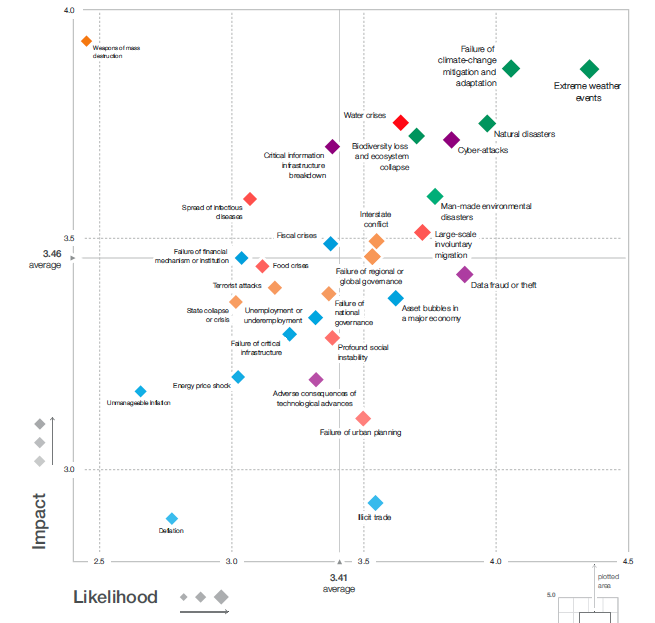 4.0
Weapons of mass
destruction
Failure of
climate-change
mitigation and
adaptation
Extreme weather
events
Water crises
Natural disasters
Biodiversity loss
and ecosystem
collapse
Cyber-attacks
Critical information
infrastructure
breakdown
Spread of infectious
diseases
Man-made environmental
disasters
Interstate
conflict
Large-scale
involuntary
migration
Fiscal crises
3.5
3.46
average
Failure of financial
mechanism or institution
Food crises
Failure of regional or
global governance
Data fraud or theft
Terrorist attacks
State collapse
or crisis
Unemployment or
underemployment
Failure of
national
governance
Asset bubbles in
a major economy
Failure of critical
infrastructure
Profound social
instability
Energy price shock
Adverse consequences of
technological advances
Unmanageable inflation
Failure of urban planning
3.0
Impact
Illicit trade
Deflation
2.5
3.0
3.5
4.0
4.5
3.41
average
Likelihood
plotted
area
5.0